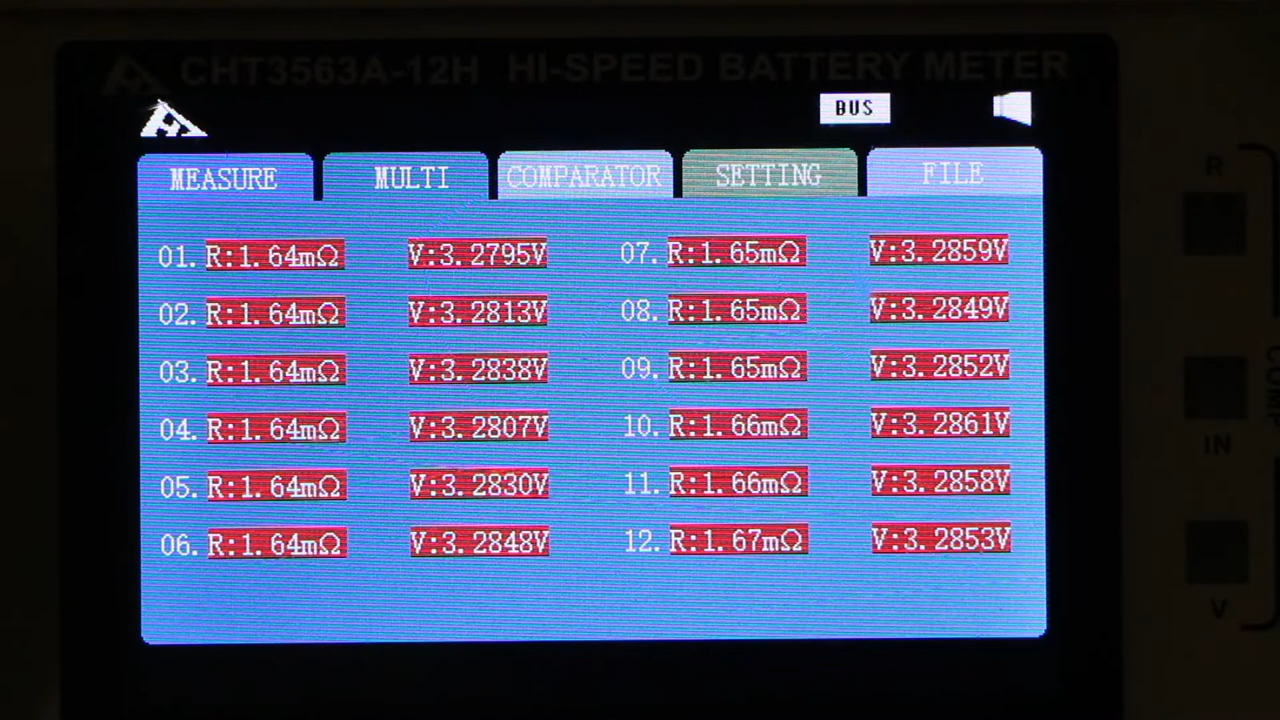 CHT3563A-12H HI-SPEED BATTERY METER
BUS
MEASURE MULTI COMPARATOR SETTING FILE
01. R:1.64mΩ V:3.2795V 07. R:1.65mΩ V:3.2859V
02. R:1.64mΩ V:3.2813V 08. R:1.65mΩ V:3.2849V
03. R:1.64mΩ V:3.2838V 09. R:1.65mΩ V:3.2852V
04. R:1.64mΩ V:3.2807V 10. R:1.66mΩ V:3.2861V
05. R:1.64mΩ V:3.2830V 11. R:1.66mΩ V:3.2858V
06. R:1.64mΩ V:3.2848V 12. R:1.67mΩ V:3.2853V
R
COMP
IN
V